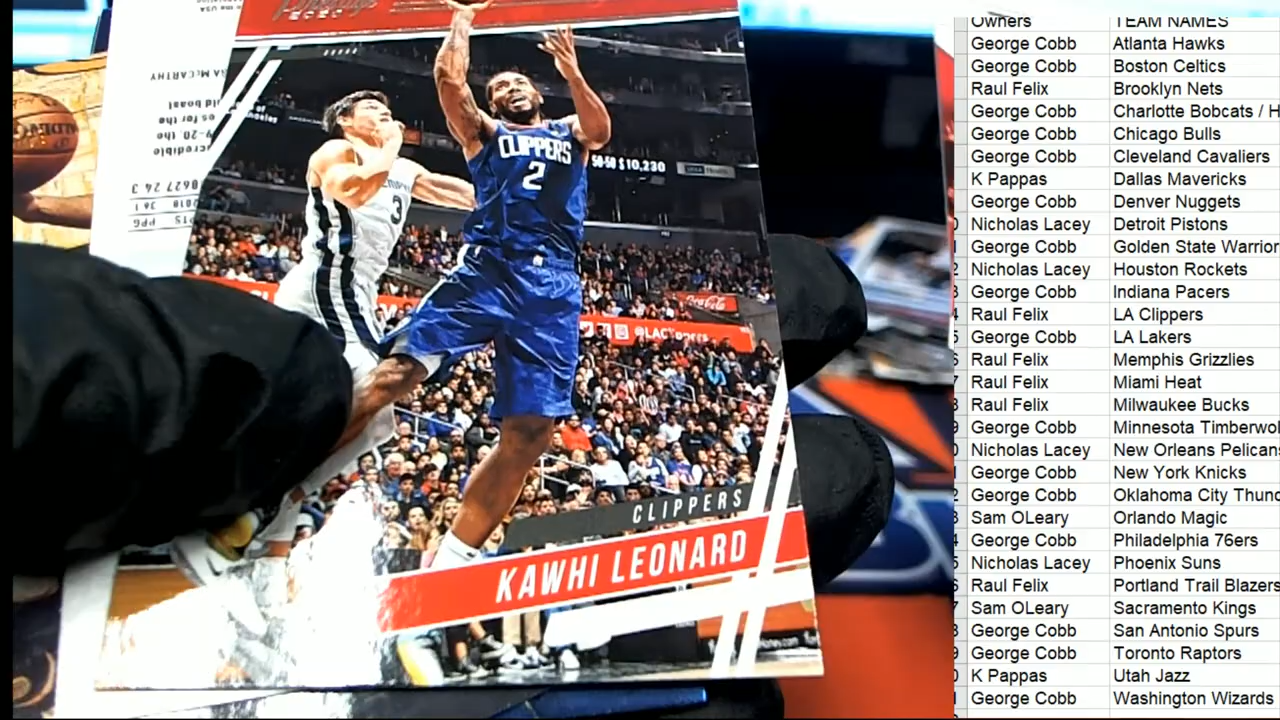 Prestige
50-50 $10,230
CLIPPERS
2
3
Coca-Cola
CLIPPERS
KAWHI LEONARD
Owners TEAM NAMES
George Cobb Atlanta Hawks
George Cobb Boston Celtics
Raul Felix Brooklyn Nets
George Cobb Charlotte Bobcats / H
George Cobb Chicago Bulls
George Cobb Cleveland Cavaliers
K Pappas Dallas Mavericks
George Cobb Denver Nuggets
Nicholas Lacey Detroit Pistons
George Cobb Golden State Warrior
Nicholas Lacey Houston Rockets
George Cobb Indiana Pacers
Raul Felix LA Clippers
George Cobb LA Lakers
Raul Felix Memphis Grizzlies
Raul Felix Miami Heat
Raul Felix Milwaukee Bucks
George Cobb Minnesota Timberwol
Nicholas Lacey New Orleans Pelicans
George Cobb New York Knicks
George Cobb Oklahoma City Thund
Sam OLeary Orlando Magic
George Cobb Philadelphia 76ers
Nicholas Lacey Phoenix Suns
Raul Felix Portland Trail Blazers
Sam OLeary Sacramento Kings
George Cobb San Antonio Spurs
George Cobb Toronto Raptors
K Pappas Utah Jazz
George Cobb Washington Wizards